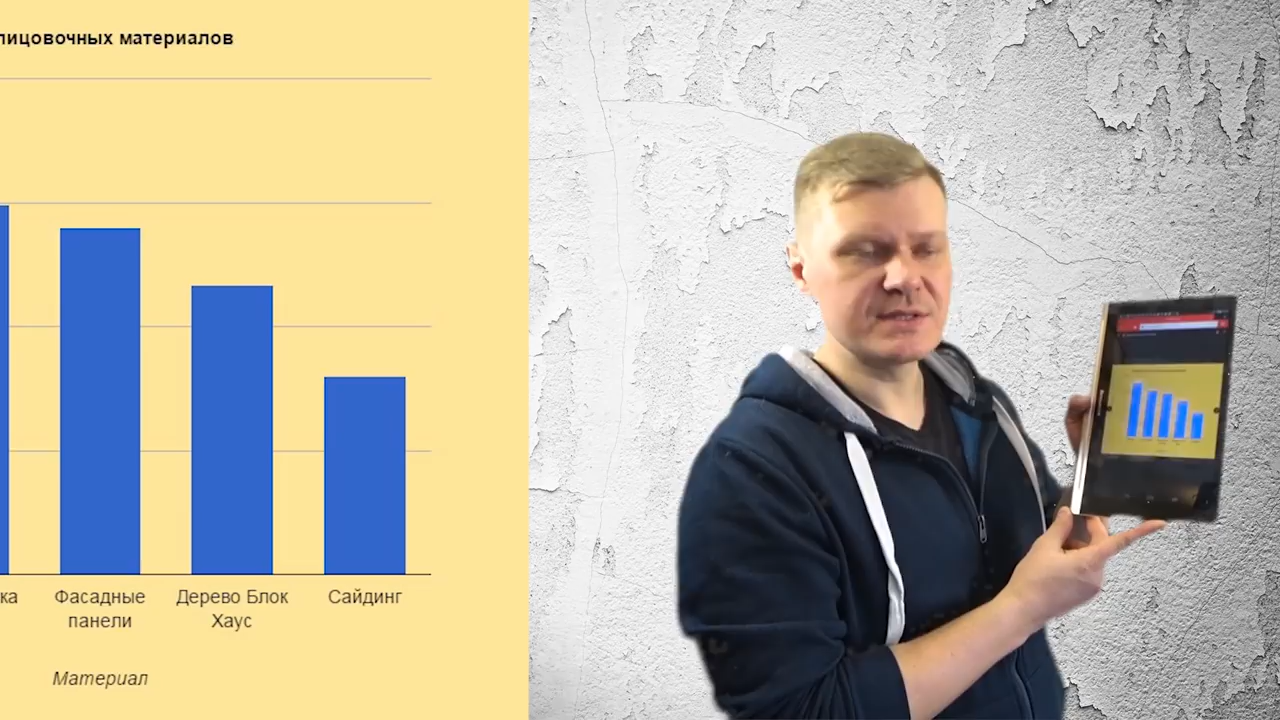 лицовочных материалов
ка
Фасадные
панели
Дерево Блок
Хаус
Сайдинг
Материал